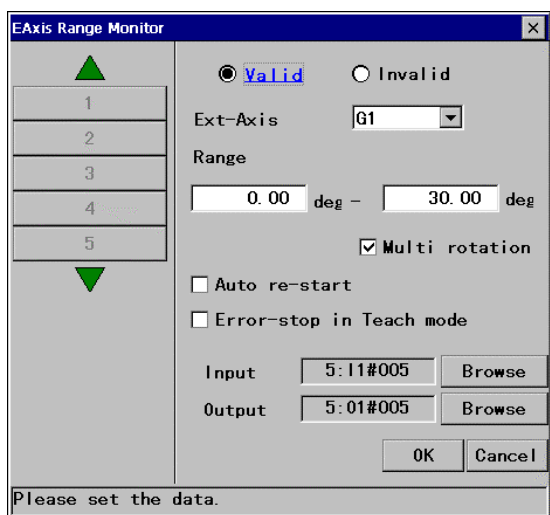 EAxis Range Monitor
Valid Invalid
1
2
3
4
5
Ext-Axis G1
Range
0.00 deg - 30.00 deg
Multi rotation
Auto re-start
Error-stop in Teach mode
Input 5:I1#005 Browse
Output 5:O1#005 Browse
OK Cancel
Please set the data.